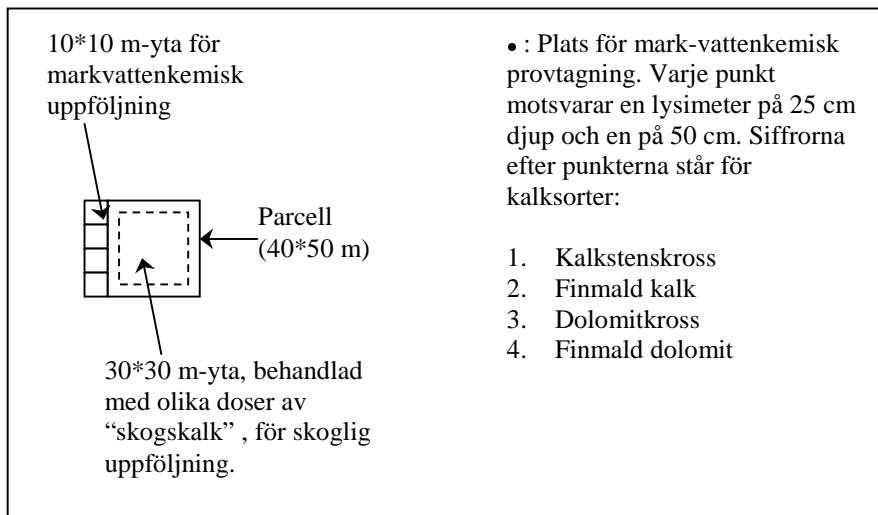 10*10 m-yta för
markvattenkemisk
uppföljning
Parcell
(40*50 m)
30*30 m-yta, behandlad
med olika doser av
“skogskalk” , för skoglig
uppföljning.
• : Plats för mark-vattenkemisk
provtagning. Varje punkt
motsvarar en lysimeter på 25 cm
djup och en på 50 cm. Siffrorna
efter punkterna står för
kalksorter:
1. Kalkstenskross
2. Finmald kalk
3. Dolomitkross
4. Finmald dolomit